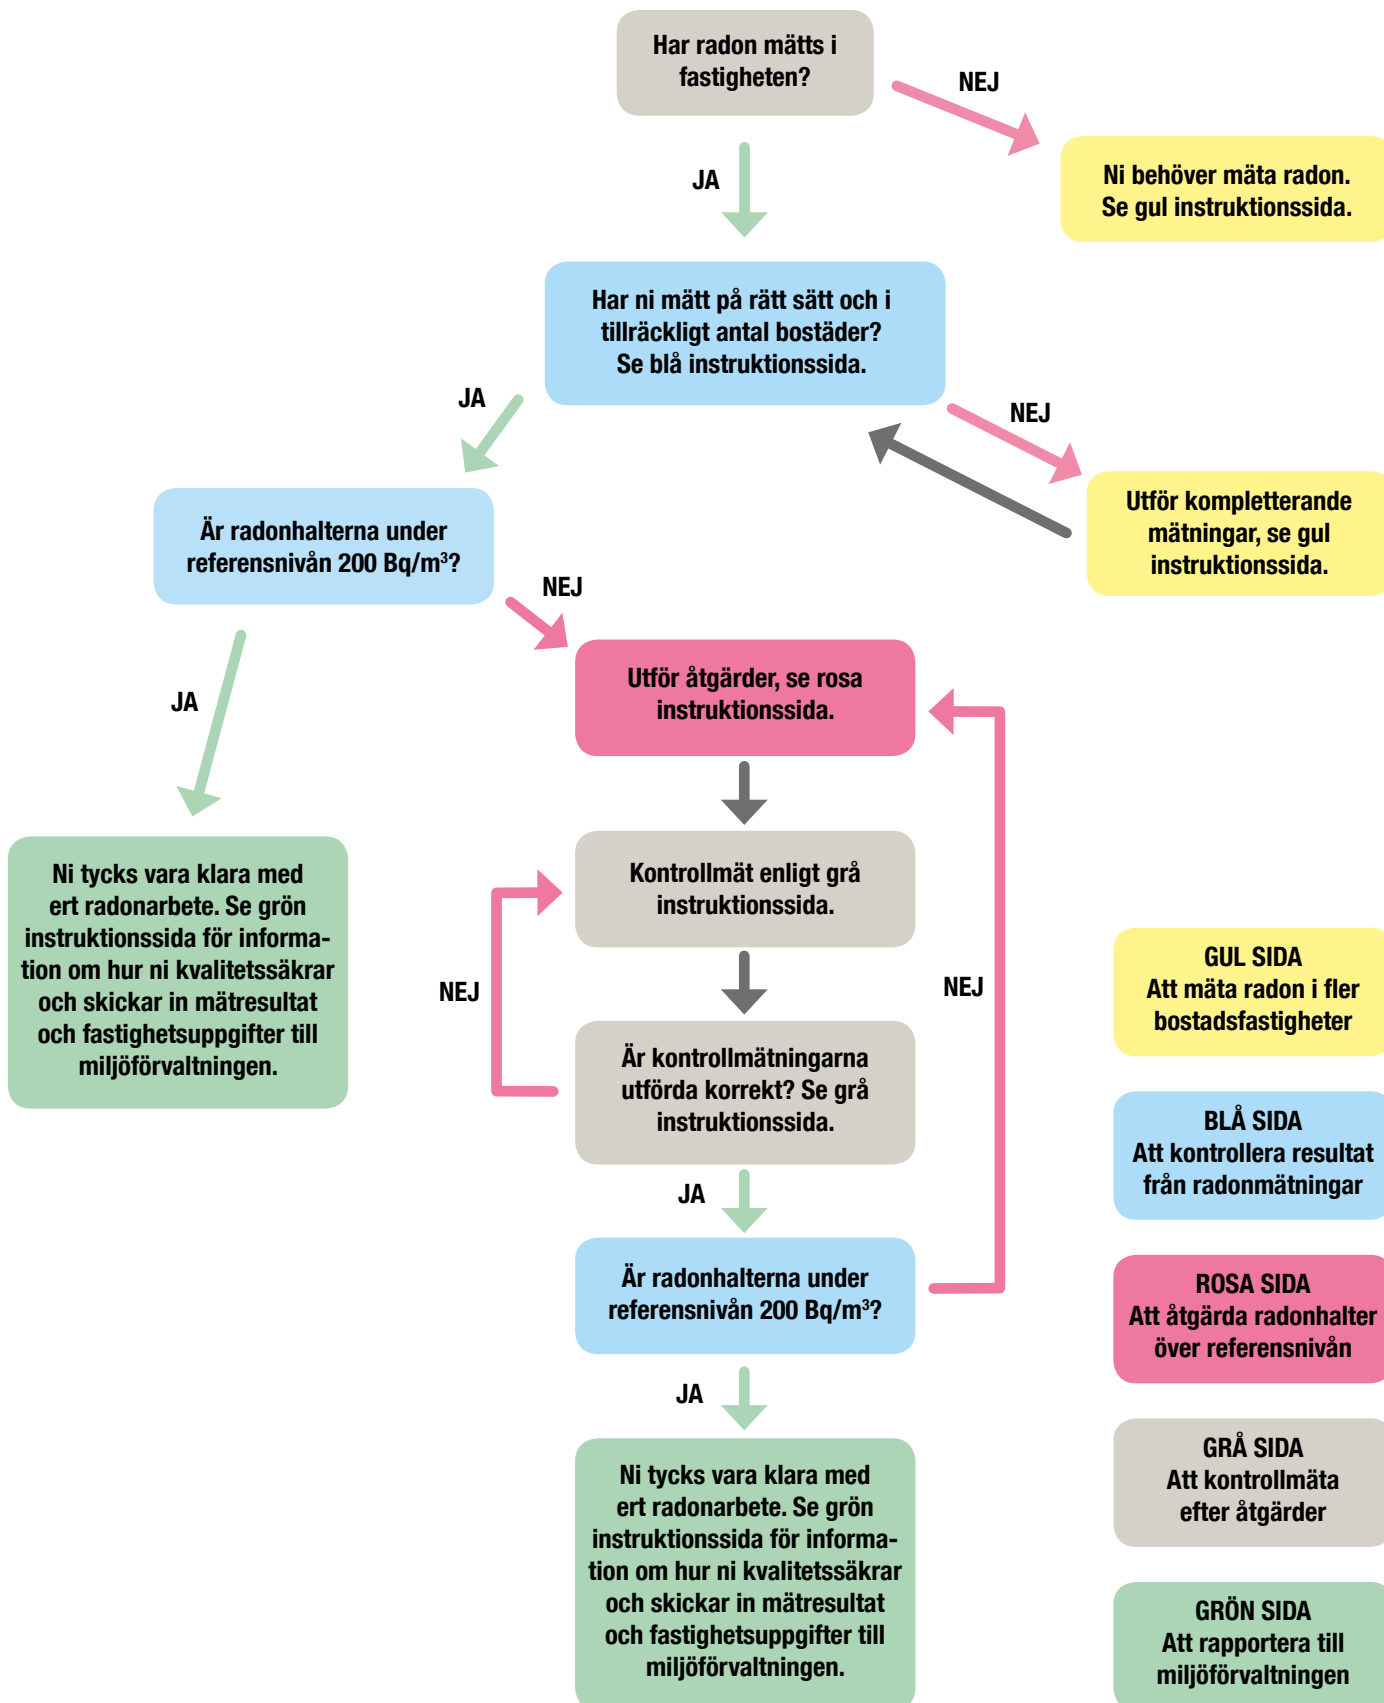 Har radon mätts i
fastigheten?
NEJ
JA
Ni behöver mäta radon.
Se gul instruktionssida.
Har ni mätt på rätt sätt och i
tillräckligt antal bostäder?
Se blå instruktionssida.
JA
NEJ
Utför kompletterande
mätningar, se gul
instruktionssida.
Är radonhalterna under
referensnivån 200 Bq/m³?
NEJ
JA
Utför åtgärder, se rosa
instruktionssida.
Ni tycks vara klara med
ert radonarbete. Se grön
instruktionssida för informa-
tion om hur ni kvalitetssäkrar
och skickar in mätresultat
och fastighetsuppgifter till
miljöförvaltningen.
Kontrollmät enligt grå
instruktionssida.
NEJ
NEJ
Är kontrollmätningarna
utförda korrekt? Se grå
instruktionssida.
JA
Är radonhalterna under
referensnivån 200 Bq/m³?
JA
Ni tycks vara klara med
ert radonarbete. Se grön
instruktionssida för informa-
tion om hur ni kvalitetssäkrar
och skickar in mätresultat
och fastighetsuppgifter till
miljöförvaltningen.
GUL SIDA
Att mäta radon i fler
bostadsfastigheter
BLÅ SIDA
Att kontrollera resultat
från radonmätningar
ROSA SIDA
Att åtgärda radonhalter
över referensnivån
GRÅ SIDA
Att kontrollmäta
efter åtgärder
GRÖN SIDA
Att rapportera till
miljöförvaltningen